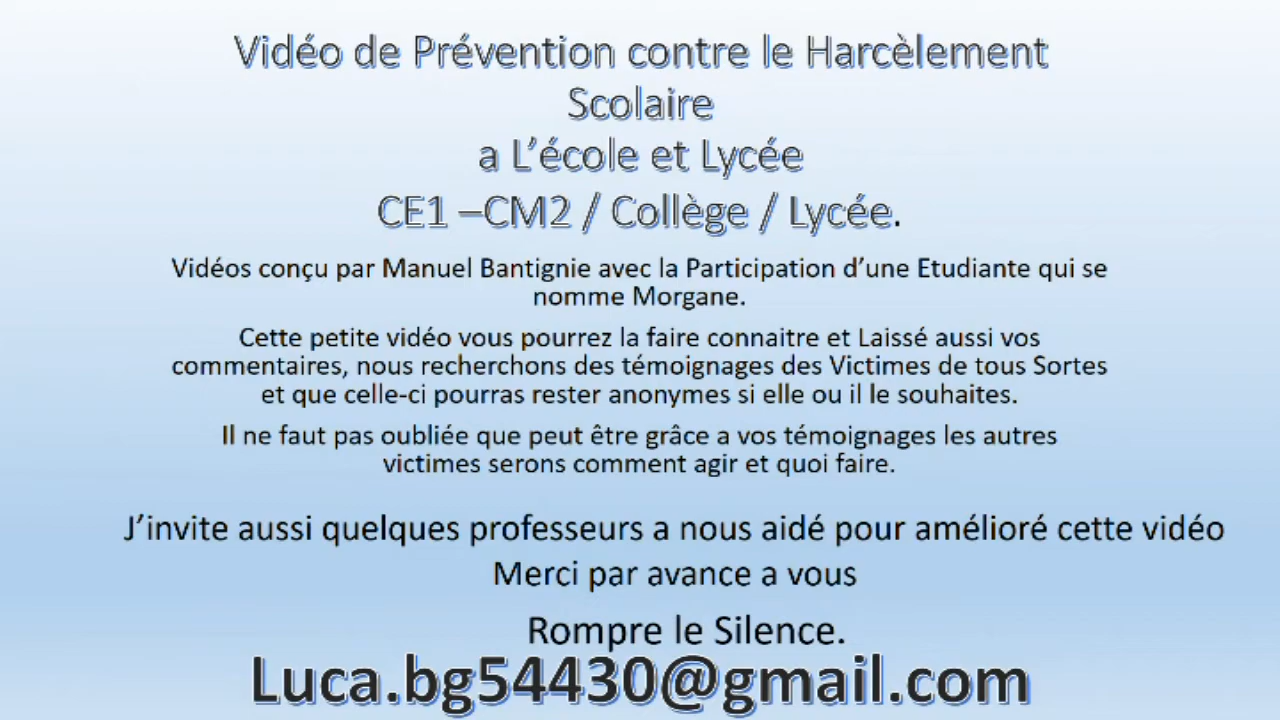 Vidéo de Prévention contre le Harcèlement
Scolaire
a L’école et Lycée
CE1 –CM2 / Collège / Lycée.
Vidéos conçu par Manuel Bantignie avec la Participation d’une Etudiante qui se
nomme Morgane.
Cette petite vidéo vous pourrez la faire connaitre et Laissé aussi vos
commentaires, nous recherchons des témoignages des Victimes de tous Sortes
et que celle-ci pourras rester anonymes si elle ou il le souhaites.
Il ne faut pas oubliée que peut être grâce a vos témoignages les autres
victimes serons comment agir et quoi faire.
J’invite aussi quelques professeurs a nous aidé pour amélioré cette vidéo
Merci par avance a vous
Rompre le Silence.
Luca.bg54430@gmail.com